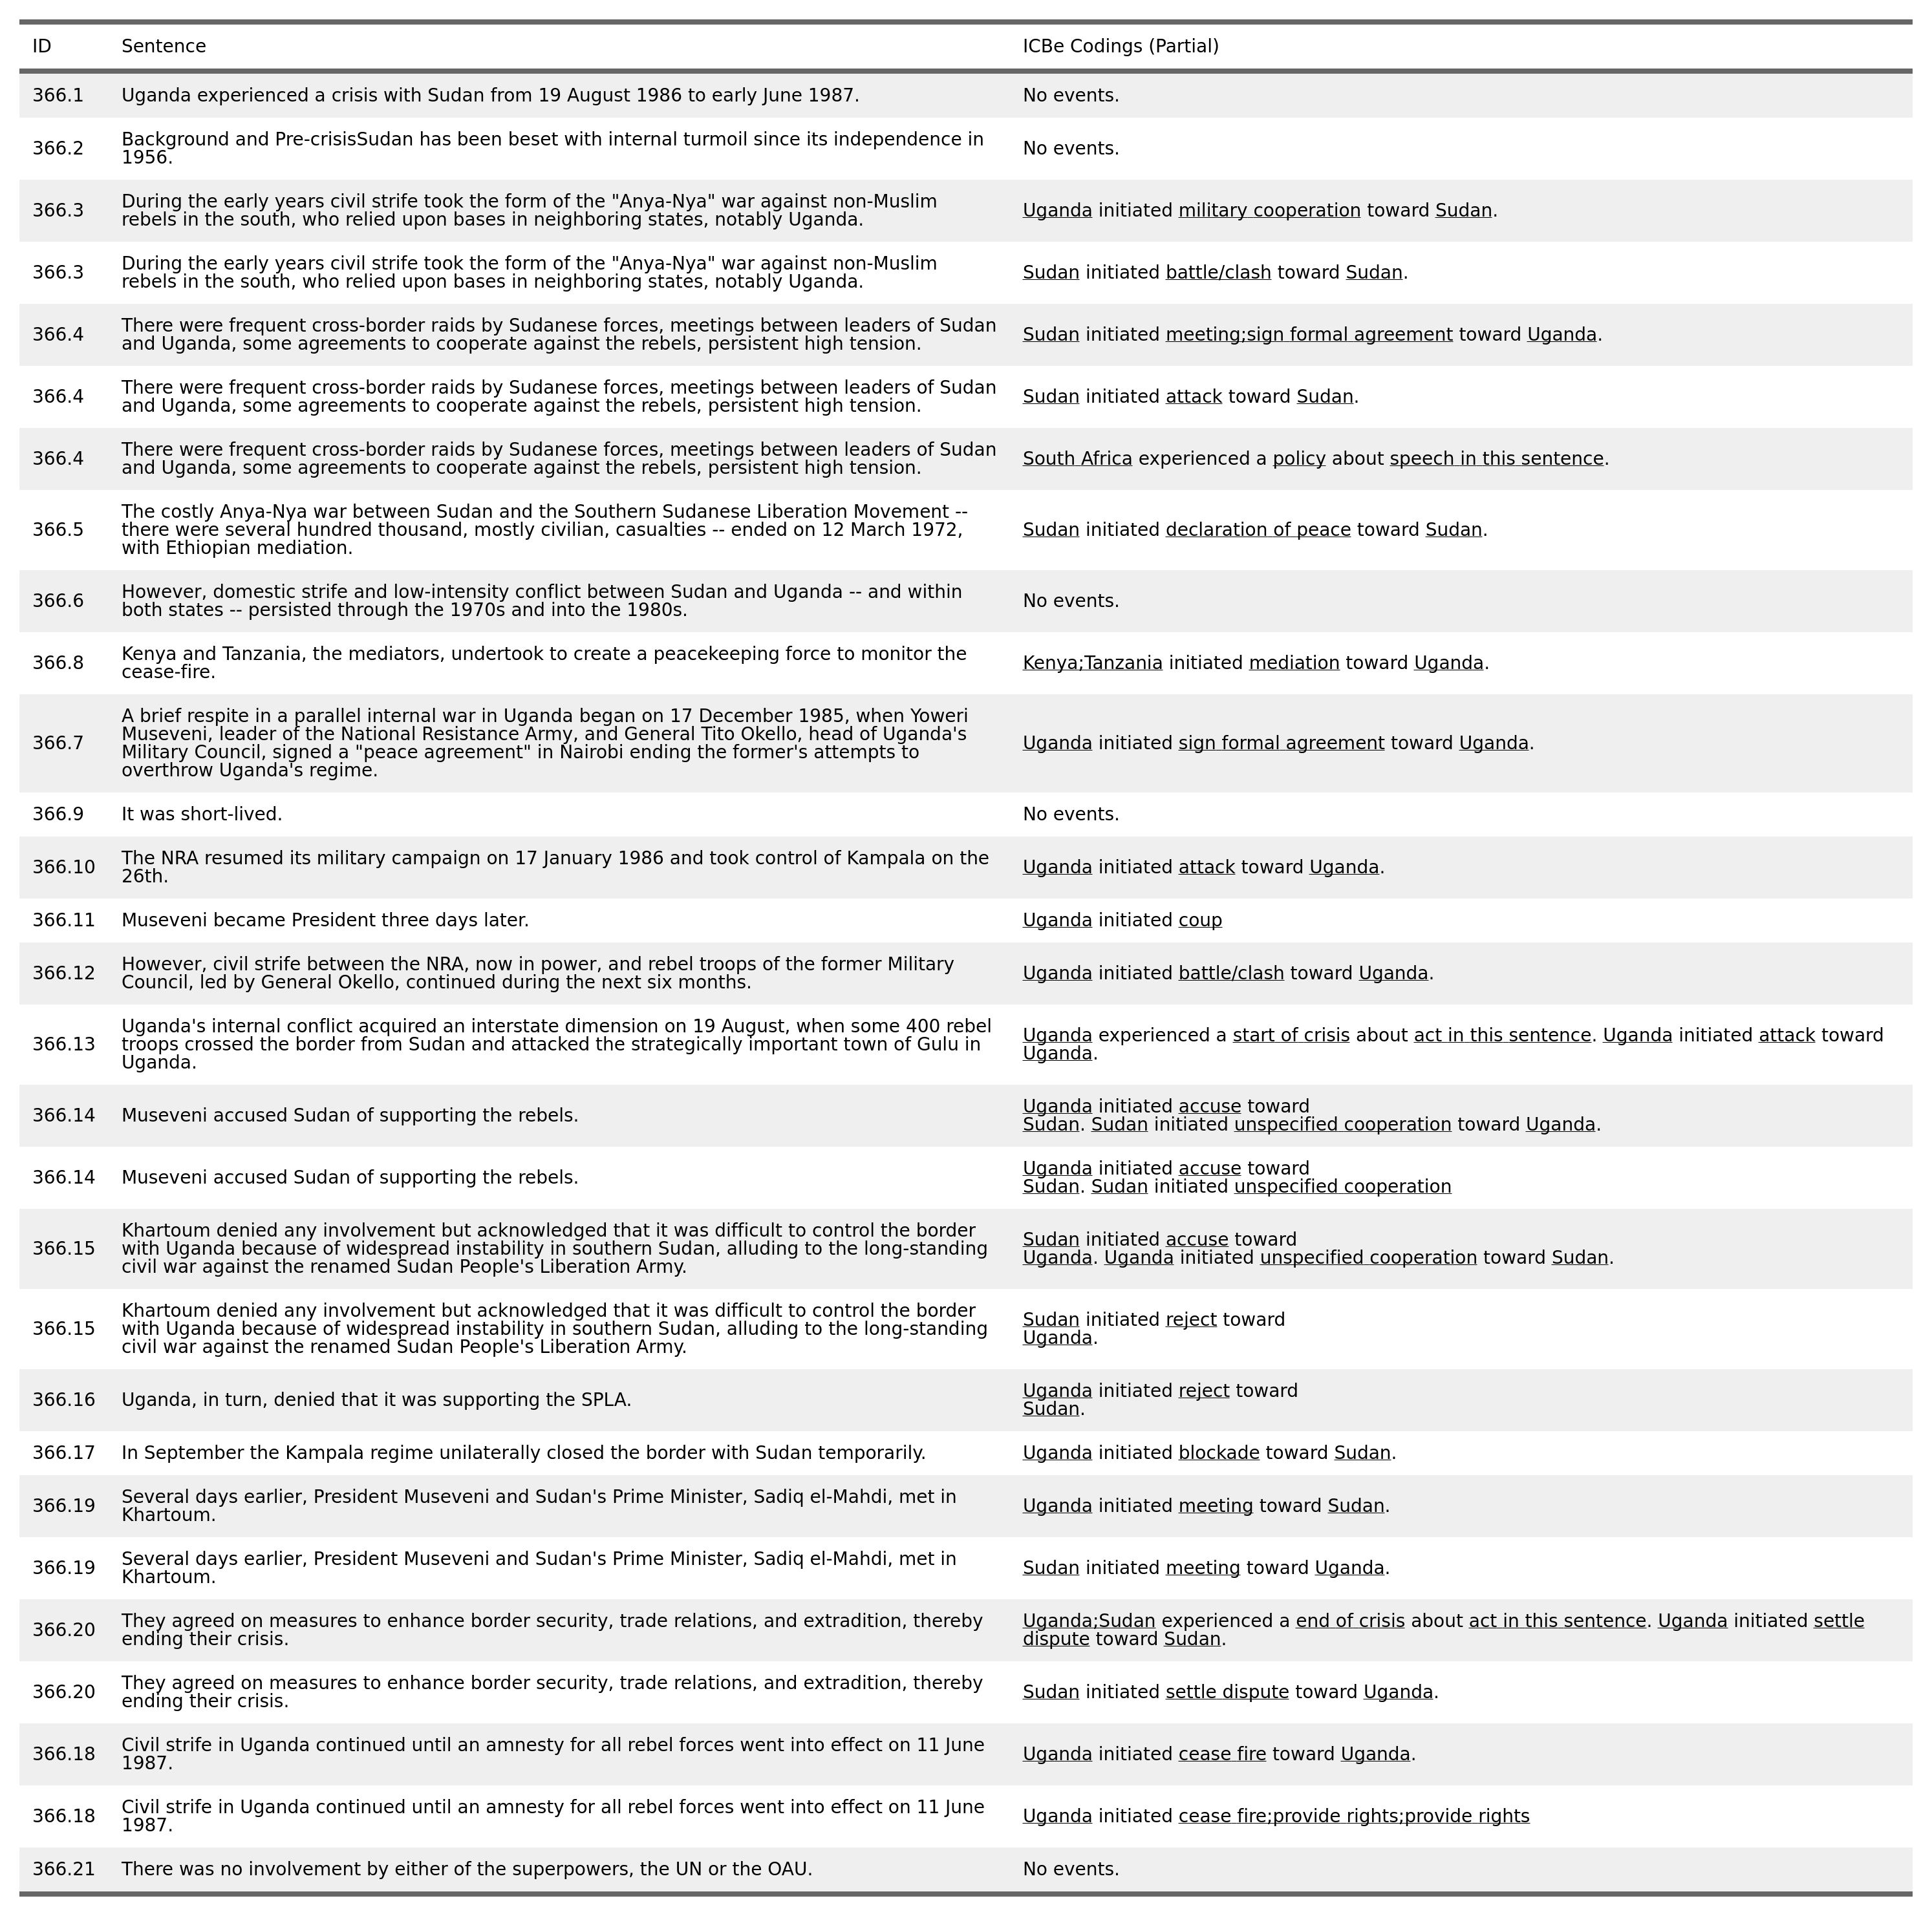 ID Sentence ICBe Codings (Partial)
366.1 Uganda experienced a crisis with Sudan from 19 August 1986 to early June 1987. No events.
366.2 Background and Pre-crisisSudan has been beset with internal turmoil since its independence in
1956. No events.
366.3 During the early years civil strife took the form of the "Anya-Nya" war against non-Muslim
rebels in the south, who relied upon bases in neighboring states, notably Uganda. Uganda initiated military cooperation toward Sudan.
366.3 During the early years civil strife took the form of the "Anya-Nya" war against non-Muslim
rebels in the south, who relied upon bases in neighboring states, notably Uganda. Sudan initiated battle/clash toward Sudan.
366.4 There were frequent cross-border raids by Sudanese forces, meetings between leaders of Sudan
and Uganda, some agreements to cooperate against the rebels, persistent high tension. Sudan initiated meeting;sign formal agreement toward Uganda.
366.4 There were frequent cross-border raids by Sudanese forces, meetings between leaders of Sudan
and Uganda, some agreements to cooperate against the rebels, persistent high tension. Sudan initiated attack toward Sudan.
366.4 There were frequent cross-border raids by Sudanese forces, meetings between leaders of Sudan
and Uganda, some agreements to cooperate against the rebels, persistent high tension. South Africa experienced a policy about speech in this sentence.
366.5 The costly Anya-Nya war between Sudan and the Southern Sudanese Liberation Movement --
there were several hundred thousand, mostly civilian, casualties -- ended on 12 March 1972,
with Ethiopian mediation. Sudan initiated declaration of peace toward Sudan.
366.6 However, domestic strife and low-intensity conflict between Sudan and Uganda -- and within
both states -- persisted through the 1970s and into the 1980s. No events.
366.8 Kenya and Tanzania, the mediators, undertook to create a peacekeeping force to monitor the
cease-fire. Kenya;Tanzania initiated mediation toward Uganda.
366.7 A brief respite in a parallel internal war in Uganda began on 17 December 1985, when Yoweri
Museveni, leader of the National Resistance Army, and General Tito Okello, head of Uganda's
Military Council, signed a "peace agreement" in Nairobi ending the former's attempts to
overthrow Uganda's regime. Uganda initiated sign formal agreement toward Uganda.
366.9 It was short-lived. No events.
366.10 The NRA resumed its military campaign on 17 January 1986 and took control of Kampala on the
26th. Uganda initiated attack toward Uganda.
366.11 Museveni became President three days later. Uganda initiated coup
366.12 However, civil strife between the NRA, now in power, and rebel troops of the former Military
Council, led by General Okello, continued during the next six months. Uganda initiated battle/clash toward Uganda.
366.13 Uganda's internal conflict acquired an interstate dimension on 19 August, when some 400 rebel
troops crossed the border from Sudan and attacked the strategically important town of Gulu in
Uganda. Uganda experienced a start of crisis about act in this sentence. Uganda initiated attack toward
Uganda.
366.14 Museveni accused Sudan of supporting the rebels. Uganda initiated accuse toward
Sudan. Sudan initiated unspecified cooperation toward Uganda.
366.14 Museveni accused Sudan of supporting the rebels. Uganda initiated accuse toward
Sudan. Sudan initiated unspecified cooperation
366.15 Khartoum denied any involvement but acknowledged that it was difficult to control the border
with Uganda because of widespread instability in southern Sudan, alluding to the long-standing
civil war against the renamed Sudan People's Liberation Army. Sudan initiated accuse toward
Uganda. Uganda initiated unspecified cooperation toward Sudan.
366.15 Khartoum denied any involvement but acknowledged that it was difficult to control the border
with Uganda because of widespread instability in southern Sudan, alluding to the long-standing
civil war against the renamed Sudan People's Liberation Army. Sudan initiated reject toward
Uganda.
366.16 Uganda, in turn, denied that it was supporting the SPLA. Uganda initiated reject toward
Sudan.
366.17 In September the Kampala regime unilaterally closed the border with Sudan temporarily. Uganda initiated blockade toward Sudan.
366.19 Several days earlier, President Museveni and Sudan's Prime Minister, Sadiq el-Mahdi, met in
Khartoum. Uganda initiated meeting toward Sudan.
366.19 Several days earlier, President Museveni and Sudan's Prime Minister, Sadiq el-Mahdi, met in
Khartoum. Sudan initiated meeting toward Uganda.
366.20 They agreed on measures to enhance border security, trade relations, and extradition, thereby
ending their crisis. Uganda;Sudan experienced a end of crisis about act in this sentence. Uganda initiated settle
dispute toward Sudan.
366.20 They agreed on measures to enhance border security, trade relations, and extradition, thereby
ending their crisis. Sudan initiated settle dispute toward Uganda.
366.18 Civil strife in Uganda continued until an amnesty for all rebel forces went into effect on 11 June
1987. Uganda initiated cease fire toward Uganda.
366.18 Civil strife in Uganda continued until an amnesty for all rebel forces went into effect on 11 June
1987. Uganda initiated cease fire;provide rights;provide rights
366.21 There was no involvement by either of the superpowers, the UN or the OAU. No events.